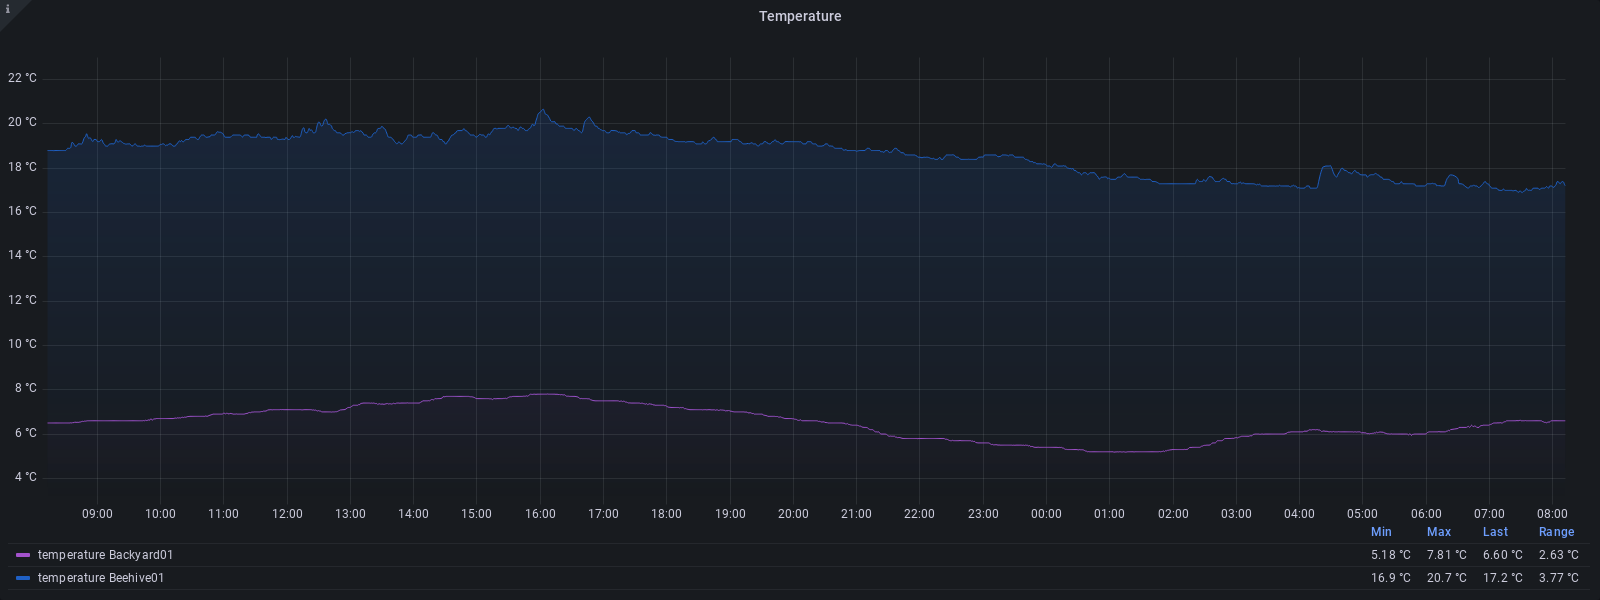 i
Temperature
22 °C
20 °C
18 °C
16 °C
14 °C
12 °C
10 °C
8 °C
6 °C
4 °C
09:00 10:00 11:00 12:00 13:00 14:00 15:00 16:00 17:00 18:00 19:00 20:00 21:00 22:00 23:00 00:00 01:00 02:00 03:00 04:00 05:00 06:00 07:00 08:00
Min Max Last Range
temperature Backyard01 5.18 °C 7.81 °C 6.60 °C 2.63 °C
temperature Beehive01 16.9 °C 20.7 °C 17.2 °C 3.77 °C